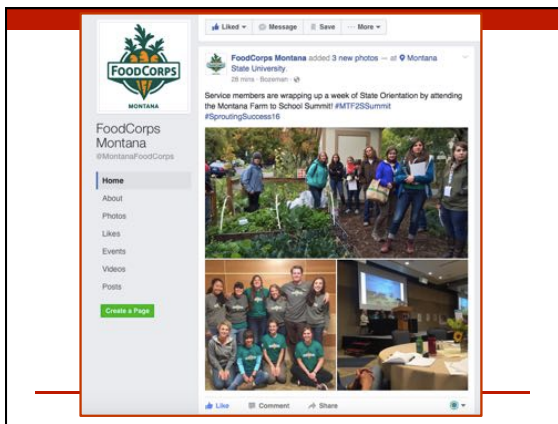 Liked Message Save More
FOODCORPS
MONTANA
FoodCorps
Montana
@MontanaFoodCorps
Home
About
Photos
Likes
Events
Videos
Posts
Create a Page
FoodCorps Montana added 3 new photos — at Montana
State University.
28 mins · Bozeman ·
Service members are wrapping up a week of State Orientation by attending
the Montana Farm to School Summit! #MTF2SSummit
#SproutingSuccess16
Like Comment Share